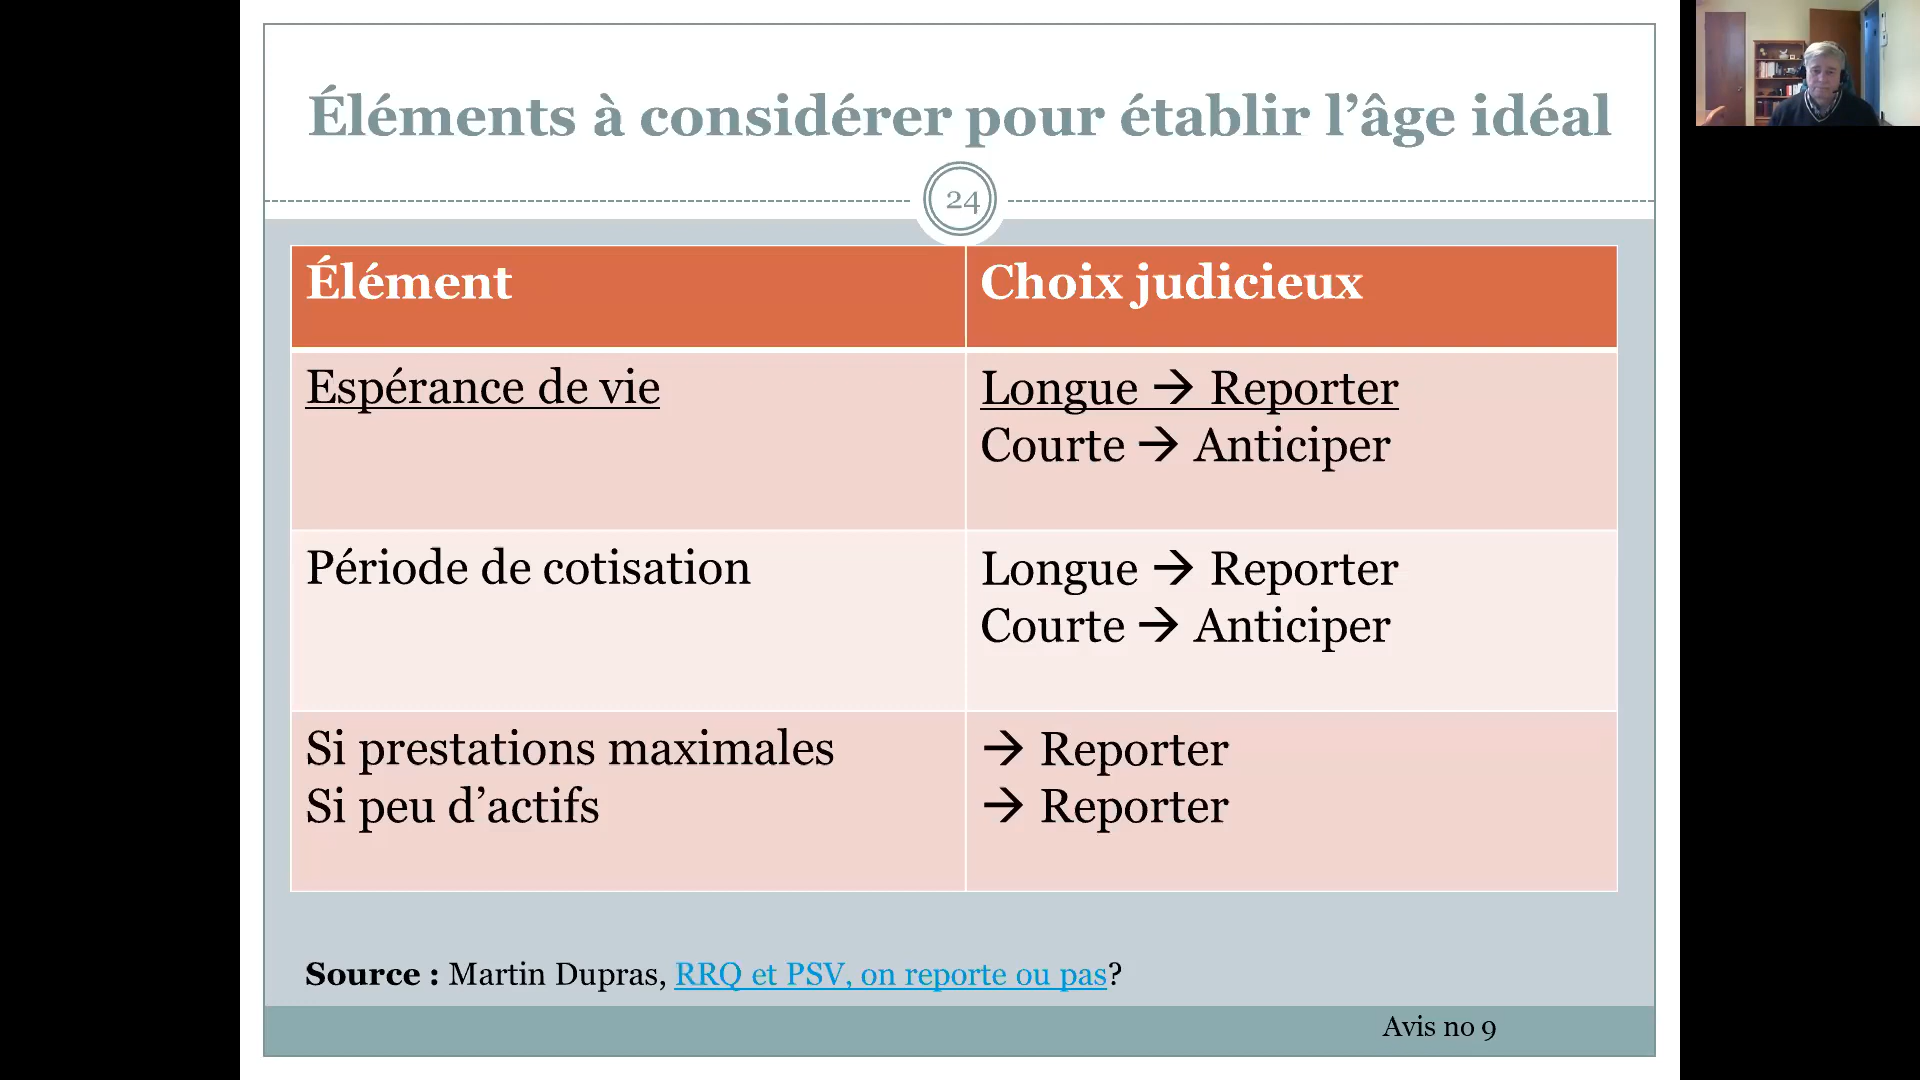 Éléments à considérer pour établir l’âge idéal
24
Élément
Choix judicieux
Espérance de vie
Longue → Reporter
Courte → Anticiper
Période de cotisation
Longue → Reporter
Courte → Anticiper
Si prestations maximales
Si peu d’actifs
→ Reporter
→ Reporter
Source : Martin Dupras, RRQ et PSV, on reporte ou pas?
Avis no 9